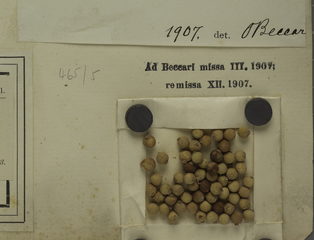 1907. det. O Beccari
465/5
Ad Beccari missa III. 1907;
remissa XII. 1907.